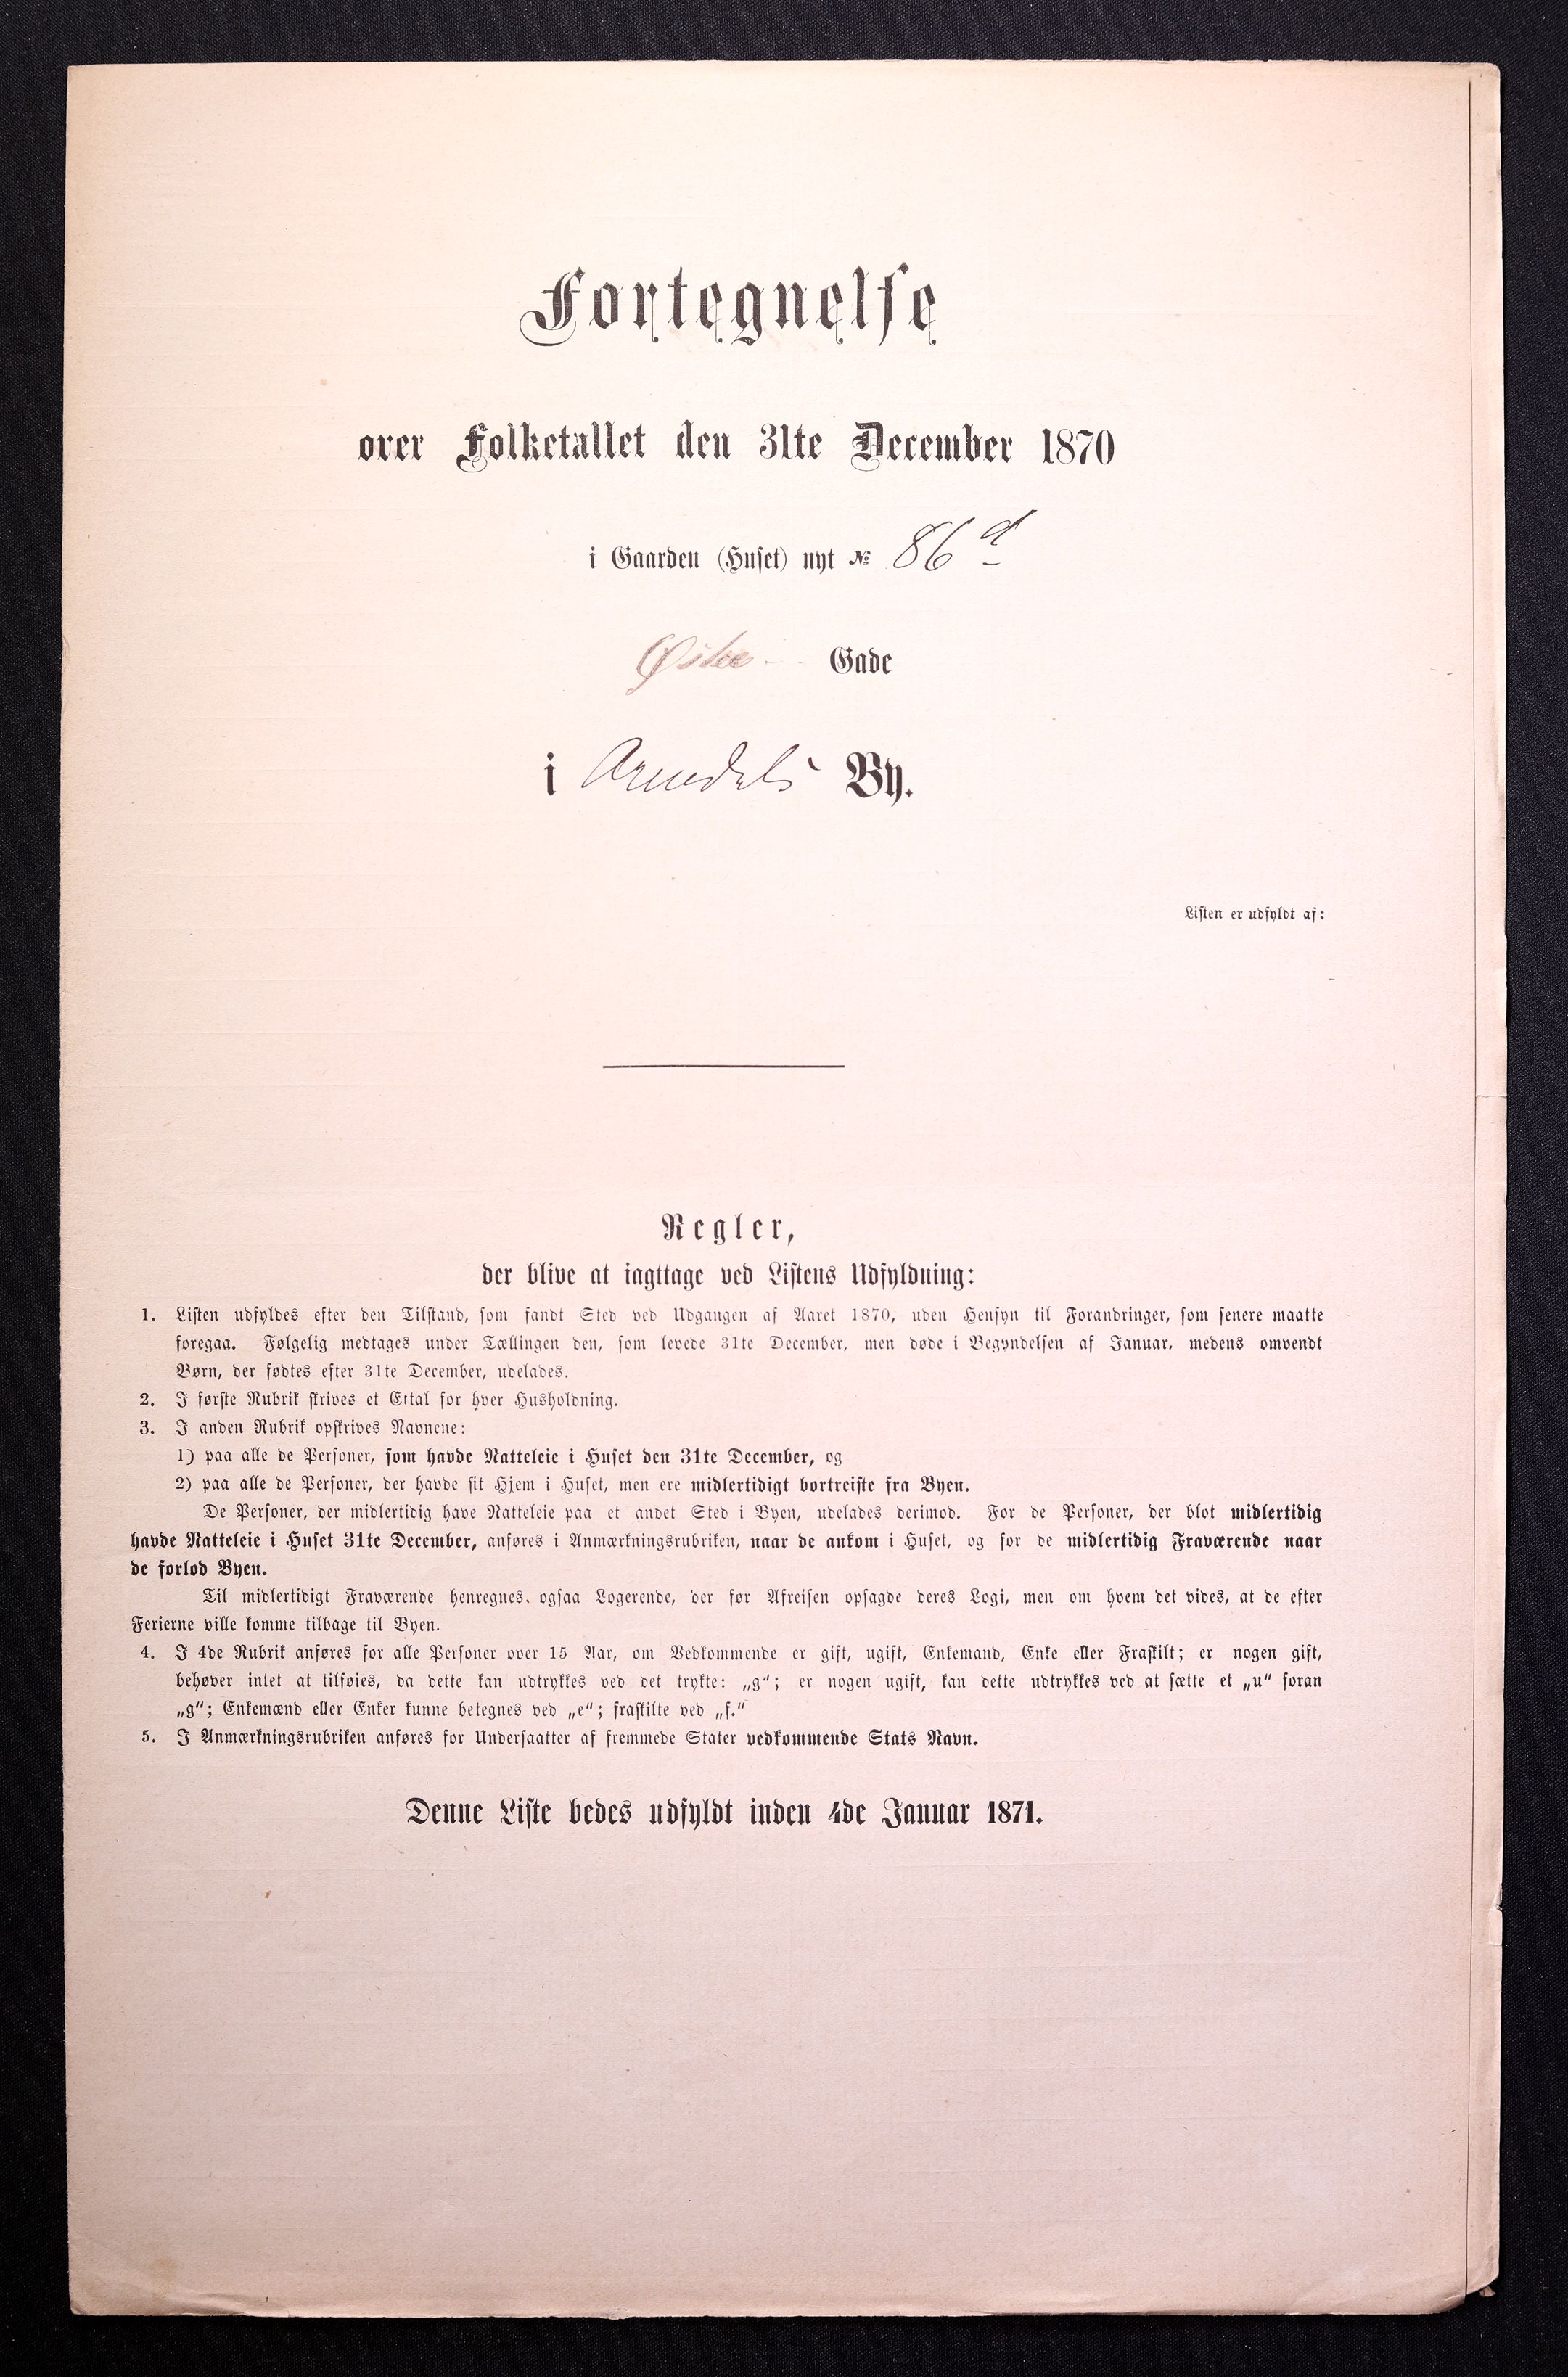 Fortegnelse
over Folketallet den 31te December 1870
i Gaarden (Huset) nyt № 86 d
Østre Gade
i Arendals By.
Listen er udfyldt af:
Regler,
der blive at iagttage ved Listens Udfyldning:
1. Listen udfyldes efter den Tilstand, som fandt Sted ved Udgangen af Aaret 1870, uden Hensyn til Forandringer, som senere maatte
foregaa. Følgelig medtages under Tællingen den, som levede 31te December, men døde i Begyndelsen af Januar, medens omvendt
Børn, der fødtes efter 31te December, udelades.
2. I første Rubrik skrives et Ettal for hver Husholdning.
3. I anden Rubrik opskrives Navnene:
1) paa alle de Personer, som havde Natteleie i Huset den 31te December, og
2) paa alle de Personer, der havde sit Hjem i Huset, men ere midlertidigt bortreiste fra Byen.
De Personer, der midlertidig have Natteleie paa et andet Sted i Byen, udelades derimod. For de Personer, der blot midlertidig
havde Natteleie i Huset 31te December, anføres i Anmærkningsrubriken, naar de ankom i Huset, og for de midlertidig Fraværende naar
de forlod Byen.
Til midlertidigt Fraværende henregnes ogsaa Logerende, der før Afreisen opsagde deres Logi, men om hvem det vides, at de efter
Ferierne ville komme tilbage til Byen.
4. I 4de Rubrik anføres for alle Personer over 15 Aar, om Vedkommende er gift, ugift, Enkemand, Enke eller Fraskilt; er nogen gift,
behøver intet at tilføies, da dette kan udtrykkes ved det trykte: „g“; er nogen ugift, kan dette udtrykkes ved at sætte et „u“ foran
„g“; Enkemænd eller Enker kunne betegnes ved „e“; fraskilte ved „f.“
5. I Anmærkningsrubriken anføres for Undersaatter af fremmede Stater vedkommende Stats Navn.
Denne Liste bedes udfyldt inden 4de Januar 1871.